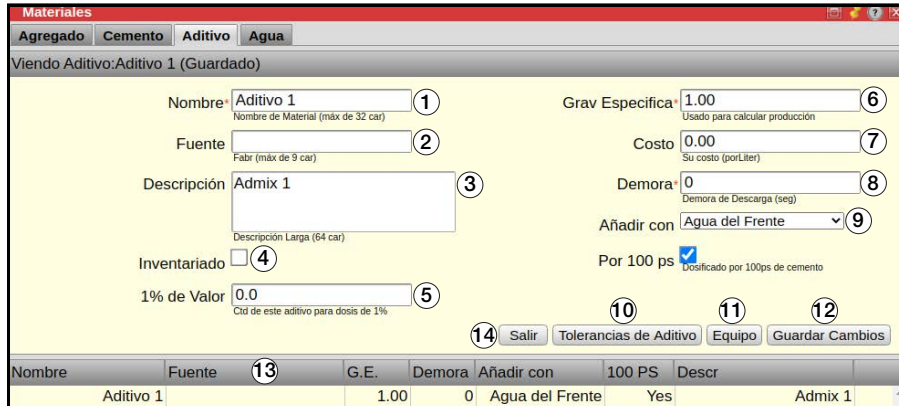 Materiales
Agregado Cemento Aditivo Agua
Viendo Aditivo:Aditivo 1 (Guardado)
Nombre* Aditivo 1 1
Nombre de Material (máx de 32 car)
Fuente 2
Fabr (máx de 9 car)
Descripción Admix 1 3
Descripción Larga (64 car)
Inventariado 4
1% de Valor 0.0 5
Ctd de este aditivo para dosis de 1%
Grav Especifica* 1.00 6
Usado para calcular producción
Costo 0.00 7
Su costo (porLiter)
Demora* 0 8
Demora de Descarga (seg)
Añadir con Agua del Frente 9
Por 100 ps Dosificado por 100ps de cemento
10 11 12
14 Salir Tolerancias de Aditivo Equipo Guardar Cambios
Nombre Fuente 13 G.E. Demora Añadir con 100 PS Descr
Aditivo 1 1.00 0 Agua del Frente Yes Admix 1